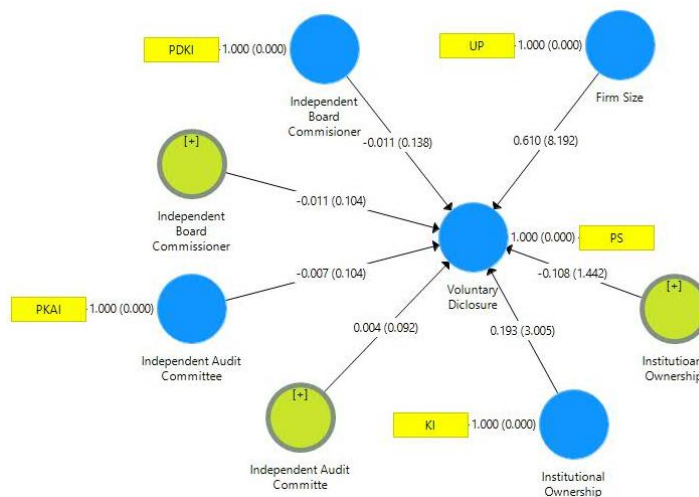 PDKI
1.000 (0.000)
Independent
Board
Commisioner
UP
1.000 (0.000)
Firm Size
-0.011 (0.138)
0.610 (8.192)
[+]
Independent
Board
Commissioner
-0.011 (0.104)
1.000 (0.000)
PS
Voluntary
Diclosure
-0.108 (1.442)
[+]
Institutioanl
Ownership
PKAI
1.000 (0.000)
Independent Audit
Committee
-0.007 (0.104)
0.004 (0.092)
0.193 (3.005)
[+]
Independent Audit
Committe
KI
1.000 (0.000)
Institutional
Ownership